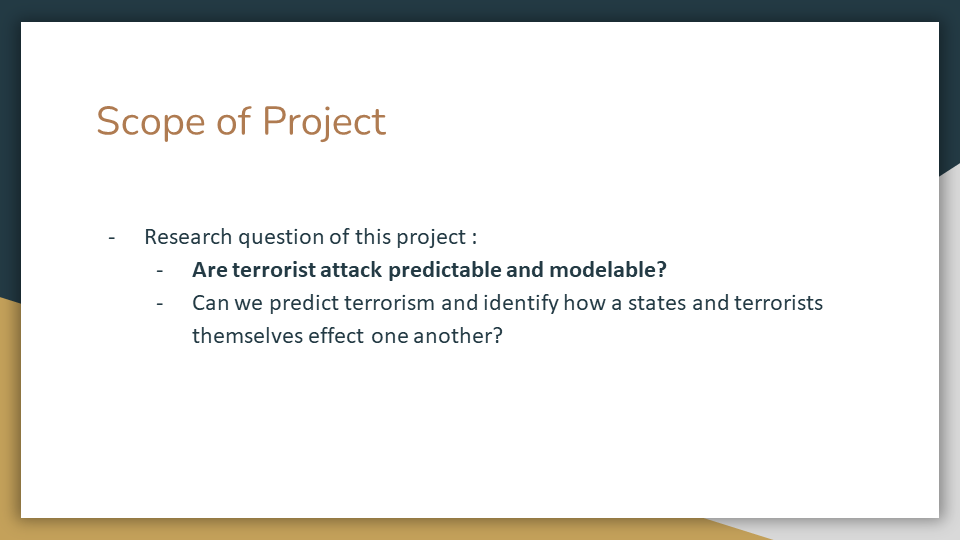 Scope of Project
- Research question of this project :
- Are terrorist attack predictable and modelable?
- Can we predict terrorism and identify how a states and terrorists
themselves effect one another?